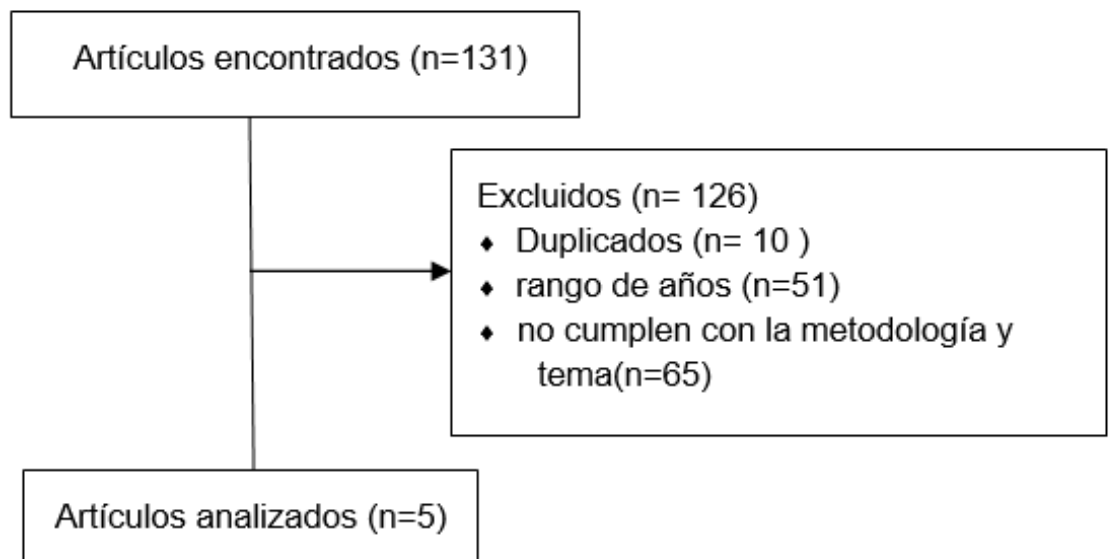 Artículos encontrados (n=131)
Excluidos (n= 126)
♦ Duplicados (n= 10 )
♦ rango de años (n=51)
♦ no cumplen con la metodología y
tema(n=65)
Artículos analizados (n=5)